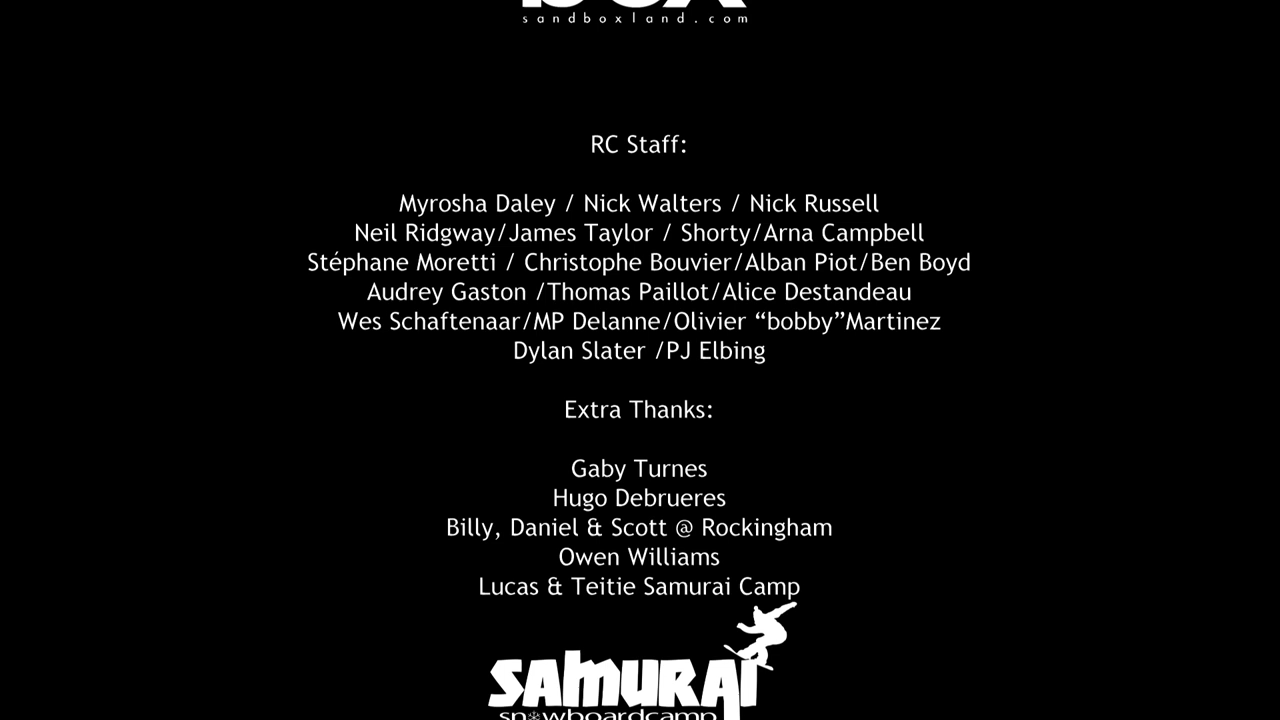 sandboxland.com
RC Staff:
Myrosha Daley / Nick Walters / Nick Russell
Neil Ridgway/James Taylor / Shorty/Arna Campbell
Stéphane Moretti / Christophe Bouvier/Alban Piot/Ben Boyd
Audrey Gaston /Thomas Paillot/Alice Destandeau
Wes Schaftenaar/MP Delanne/Olivier “bobby”Martinez
Dylan Slater /PJ Elbing
Extra Thanks:
Gaby Turnes
Hugo Debrueres
Billy, Daniel & Scott @ Rockingham
Owen Williams
Lucas & Teitie Samurai Camp
SAMURAI
snowboardcamp